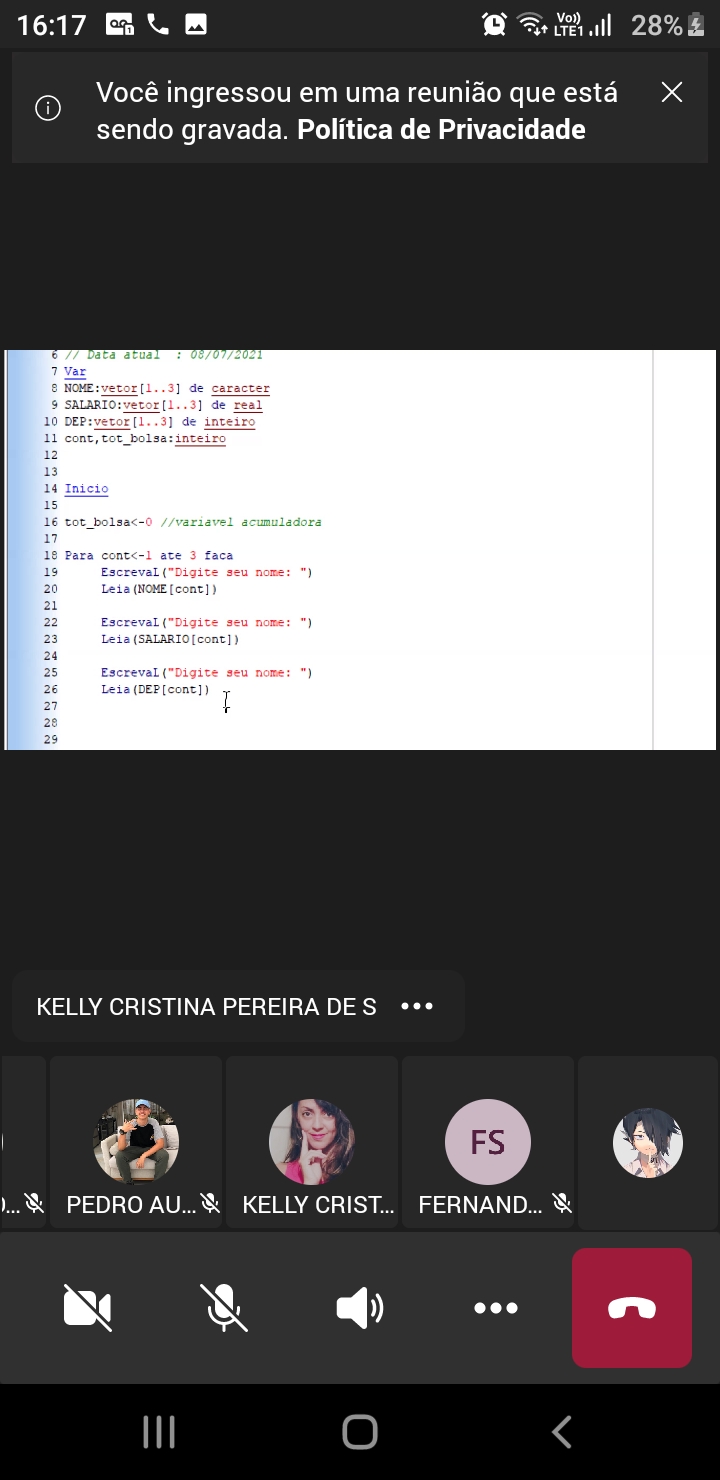 16:17
Vo))
LTE1
28%
Você ingressou em uma reunião que está
sendo gravada. Política de Privacidade
6 // Data atual : 08/07/2021
7 Var
8 NOME:vetor[1..3] de caracter
9 SALARIO:vetor[1..3] de real
10 DEP:vetor[1..3] de inteiro
11 cont,tot_bolsa:inteiro
12
13
14 Inicio
15
16 tot_bolsa<-0 //variavel acumuladora
17
18 Para cont<-1 ate 3 faca
19 EscrevaL("Digite seu nome: ")
20 Leia(NOME[cont])
21
22 EscrevaL("Digite seu nome: ")
23 Leia(SALARIO[cont])
24
25 EscrevaL("Digite seu nome: ")
26 Leia(DEP[cont])
27
28
29
KELLY CRISTINA PEREIRA DE S
FS
PEDRO AU... KELLY CRIST... FERNAND...